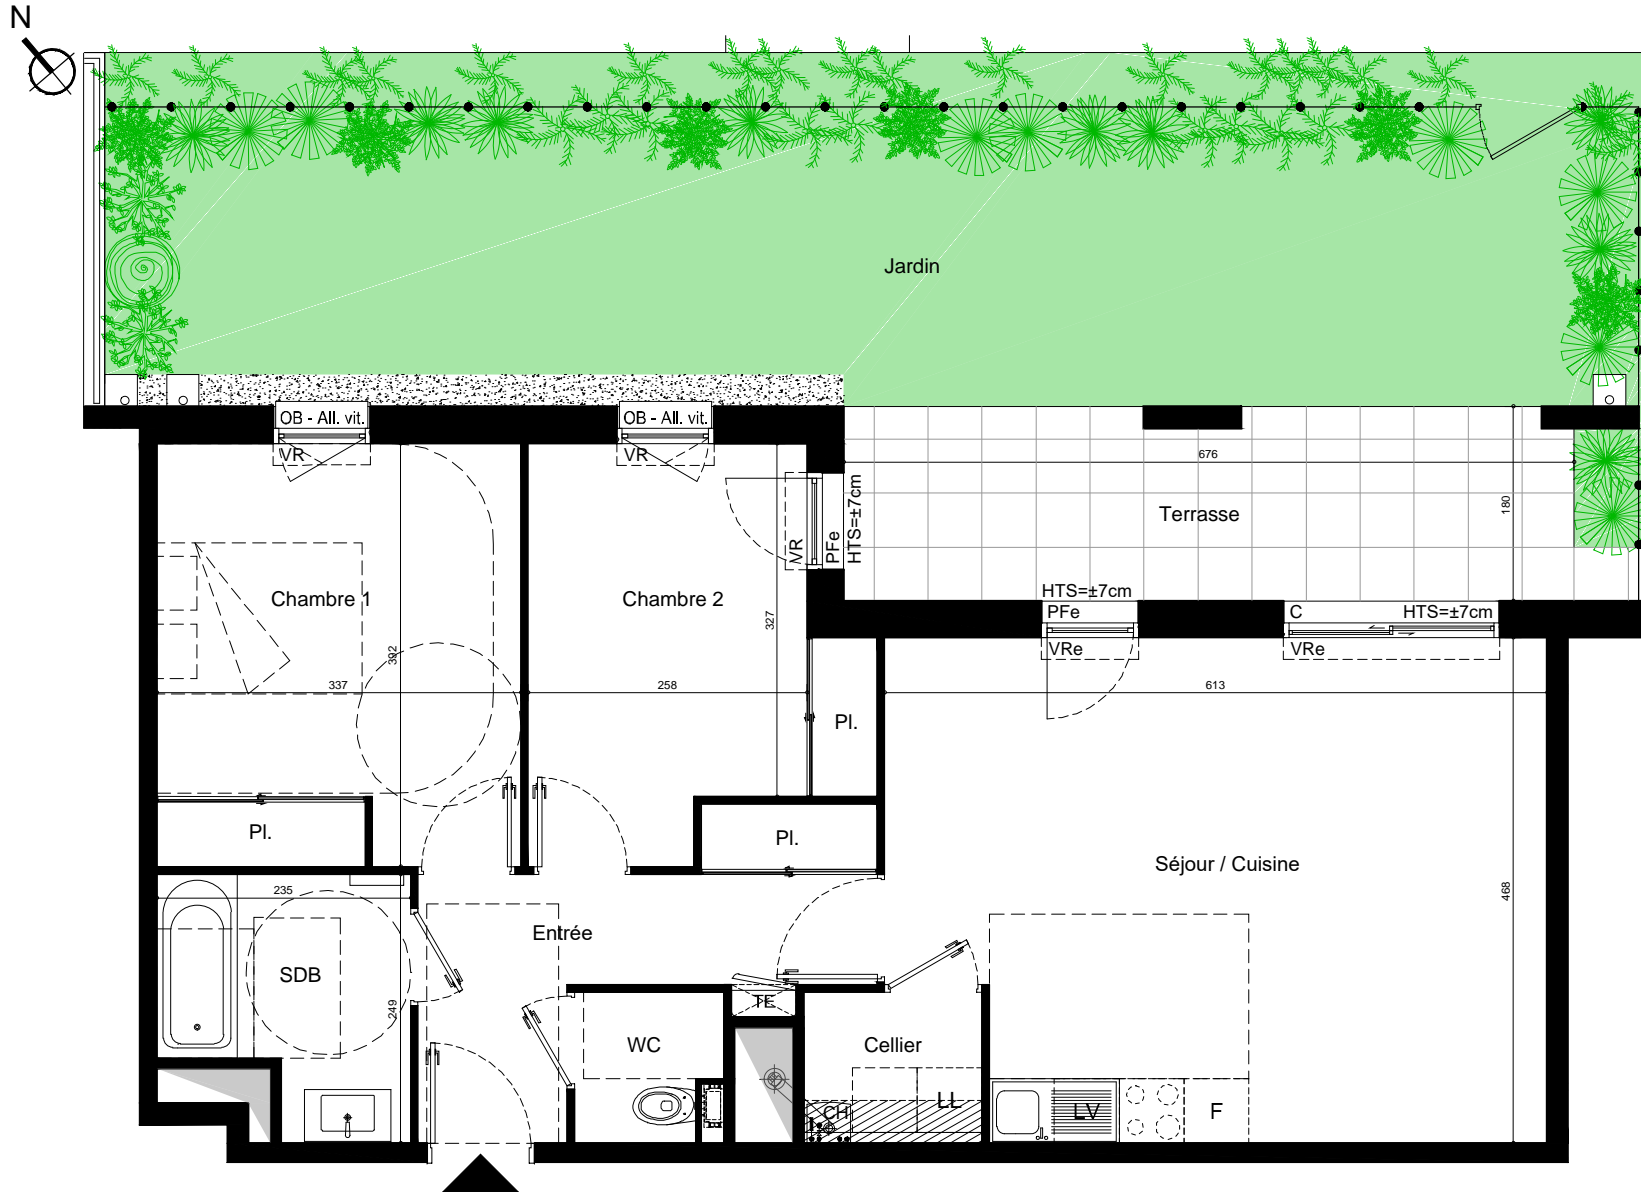 N
Jardin
OB - All. vit.
OB - All. vit.
VR
VR
676
HTS=±7cm
180
Terrasse
VR
PFe
HTS=±7cm
Chambre 1
Chambre 2
PFe
C
HTS=±7cm
327
VRe
VRe
392
337
258
613
Pl.
Pl.
Pl.
Séjour / Cuisine
235
468
Entrée
SDB
TE
249
WC
Cellier
LL
CH
LV
F